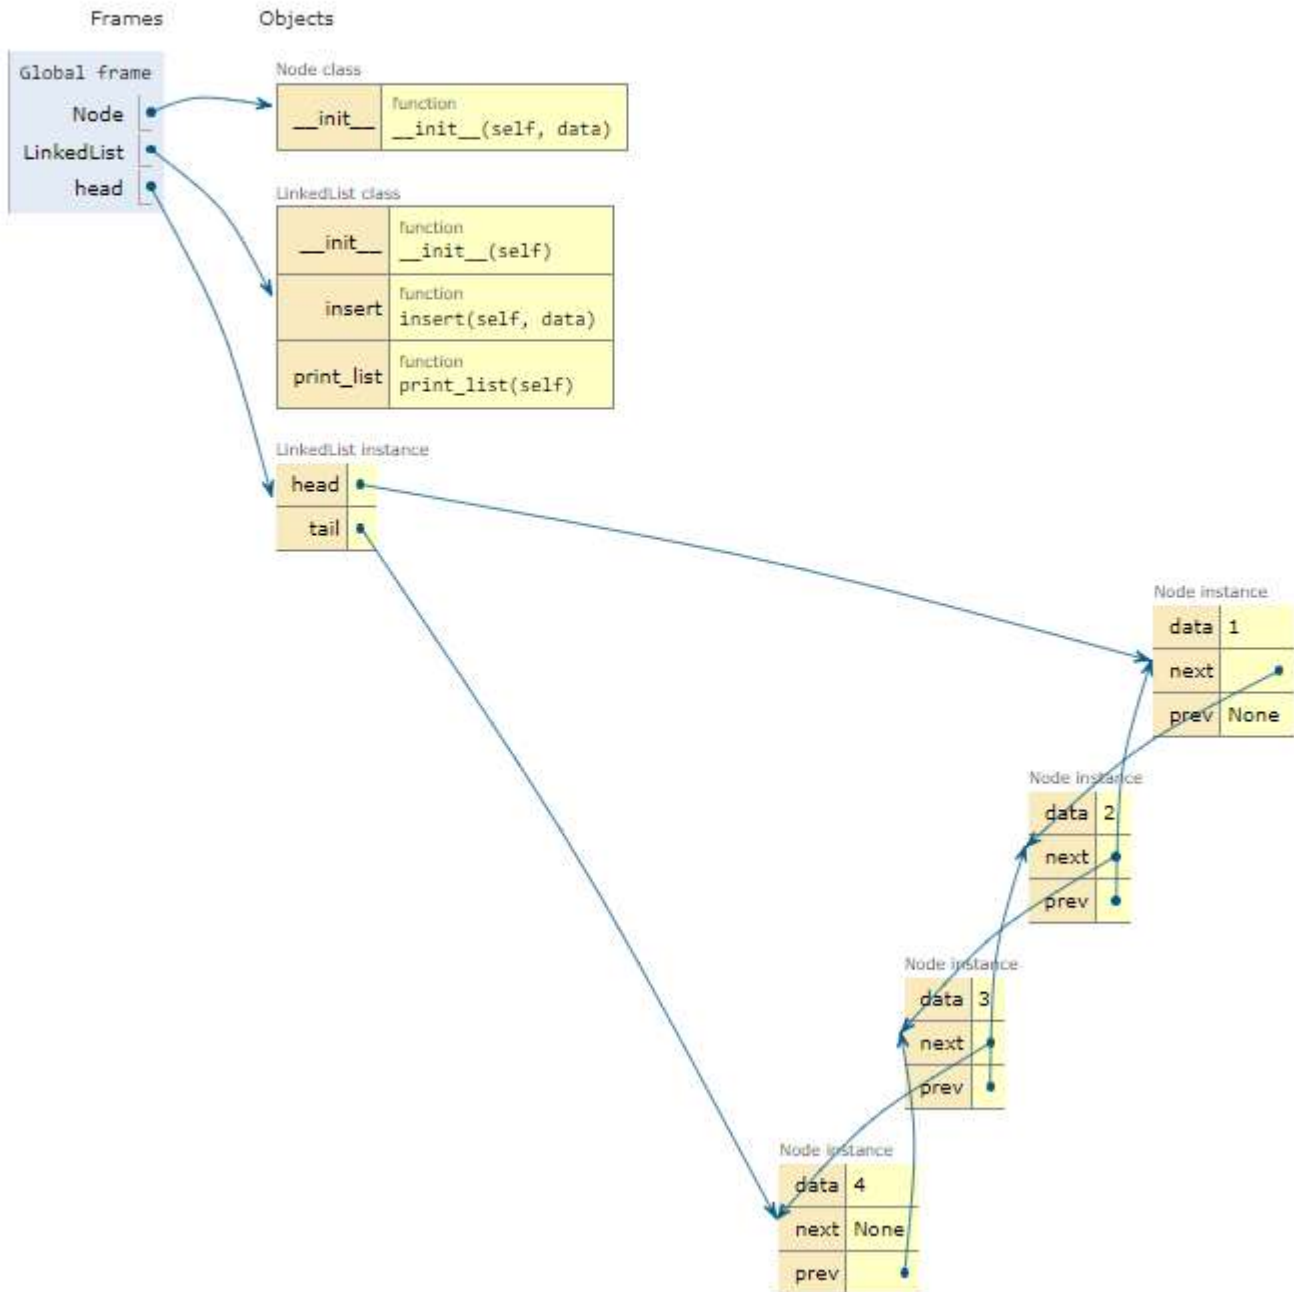 Frames Objects
Global frame
Node
LinkedList
head
Node class
__init__ function
__init__(self, data)
LinkedList class
__init__ function
__init__(self)
insert function
insert(self, data)
print_list function
print_list(self)
LinkedList instance
head
tail
Node instance
data 1
next
prev None
Node instance
data 2
next
prev
Node instance
data 3
next
prev
Node instance
data 4
next None
prev